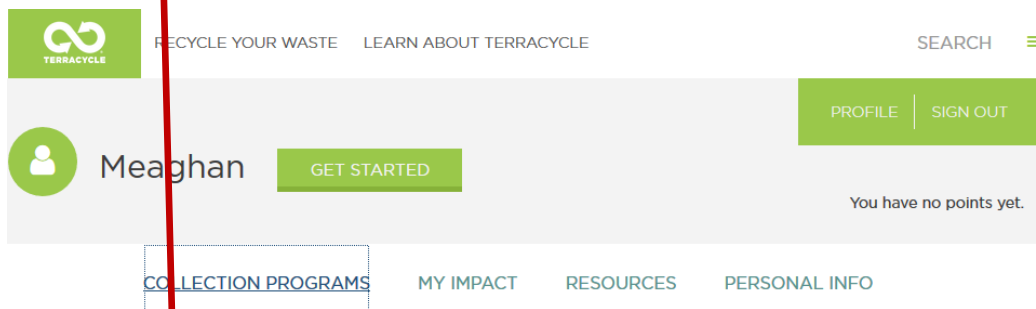 TERRACYCLE
RECYCLE YOUR WASTE LEARN ABOUT TERRACYCLE SEARCH
PROFILE SIGN OUT
Meaghan GET STARTED
You have no points yet.
COLLECTION PROGRAMS MY IMPACT RESOURCES PERSONAL INFO